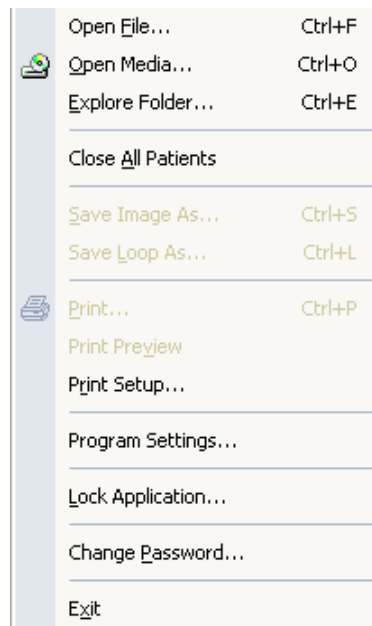 Open File... Ctrl+F
Open Media... Ctrl+O
Explore Folder... Ctrl+E
Close All Patients
Save Image As... Ctrl+S
Save Loop As... Ctrl+L
Print... Ctrl+P
Print Preview
Print Setup...
Program Settings...
Lock Application...
Change Password...
Exit